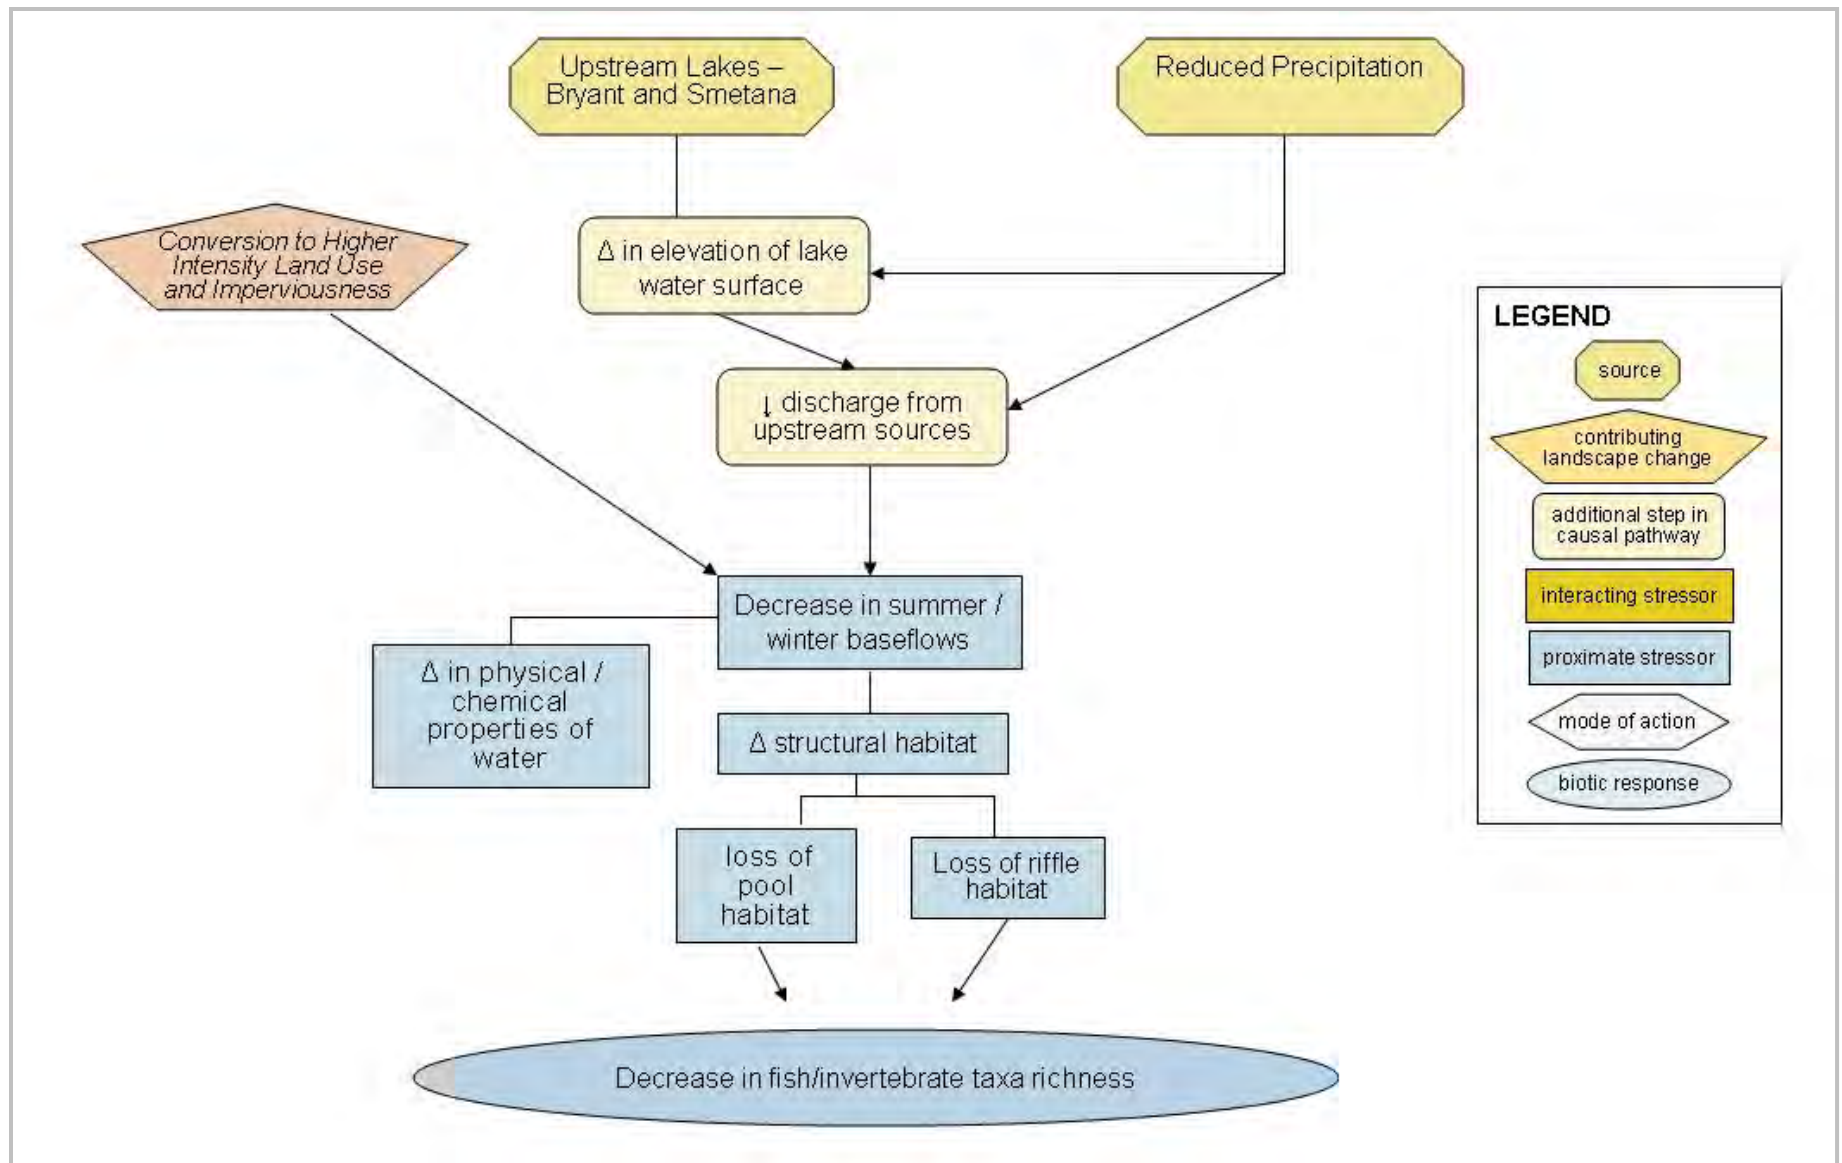 Upstream Lakes –
Bryant and Smetana
Reduced Precipitation
Conversion to Higher
Intensity Land Use
and Imperviousness
Δ in elevation of lake
water surface
↓ discharge from
upstream sources
Decrease in summer /
winter baseflows
Δ in physical /
chemical
properties of
water
Δ structural habitat
loss of
pool
habitat
Loss of riffle
habitat
Decrease in fish/invertebrate taxa richness
LEGEND
source
contributing
landscape change
additional step in
causal pathway
interacting stressor
proximate stressor
mode of action
biotic response